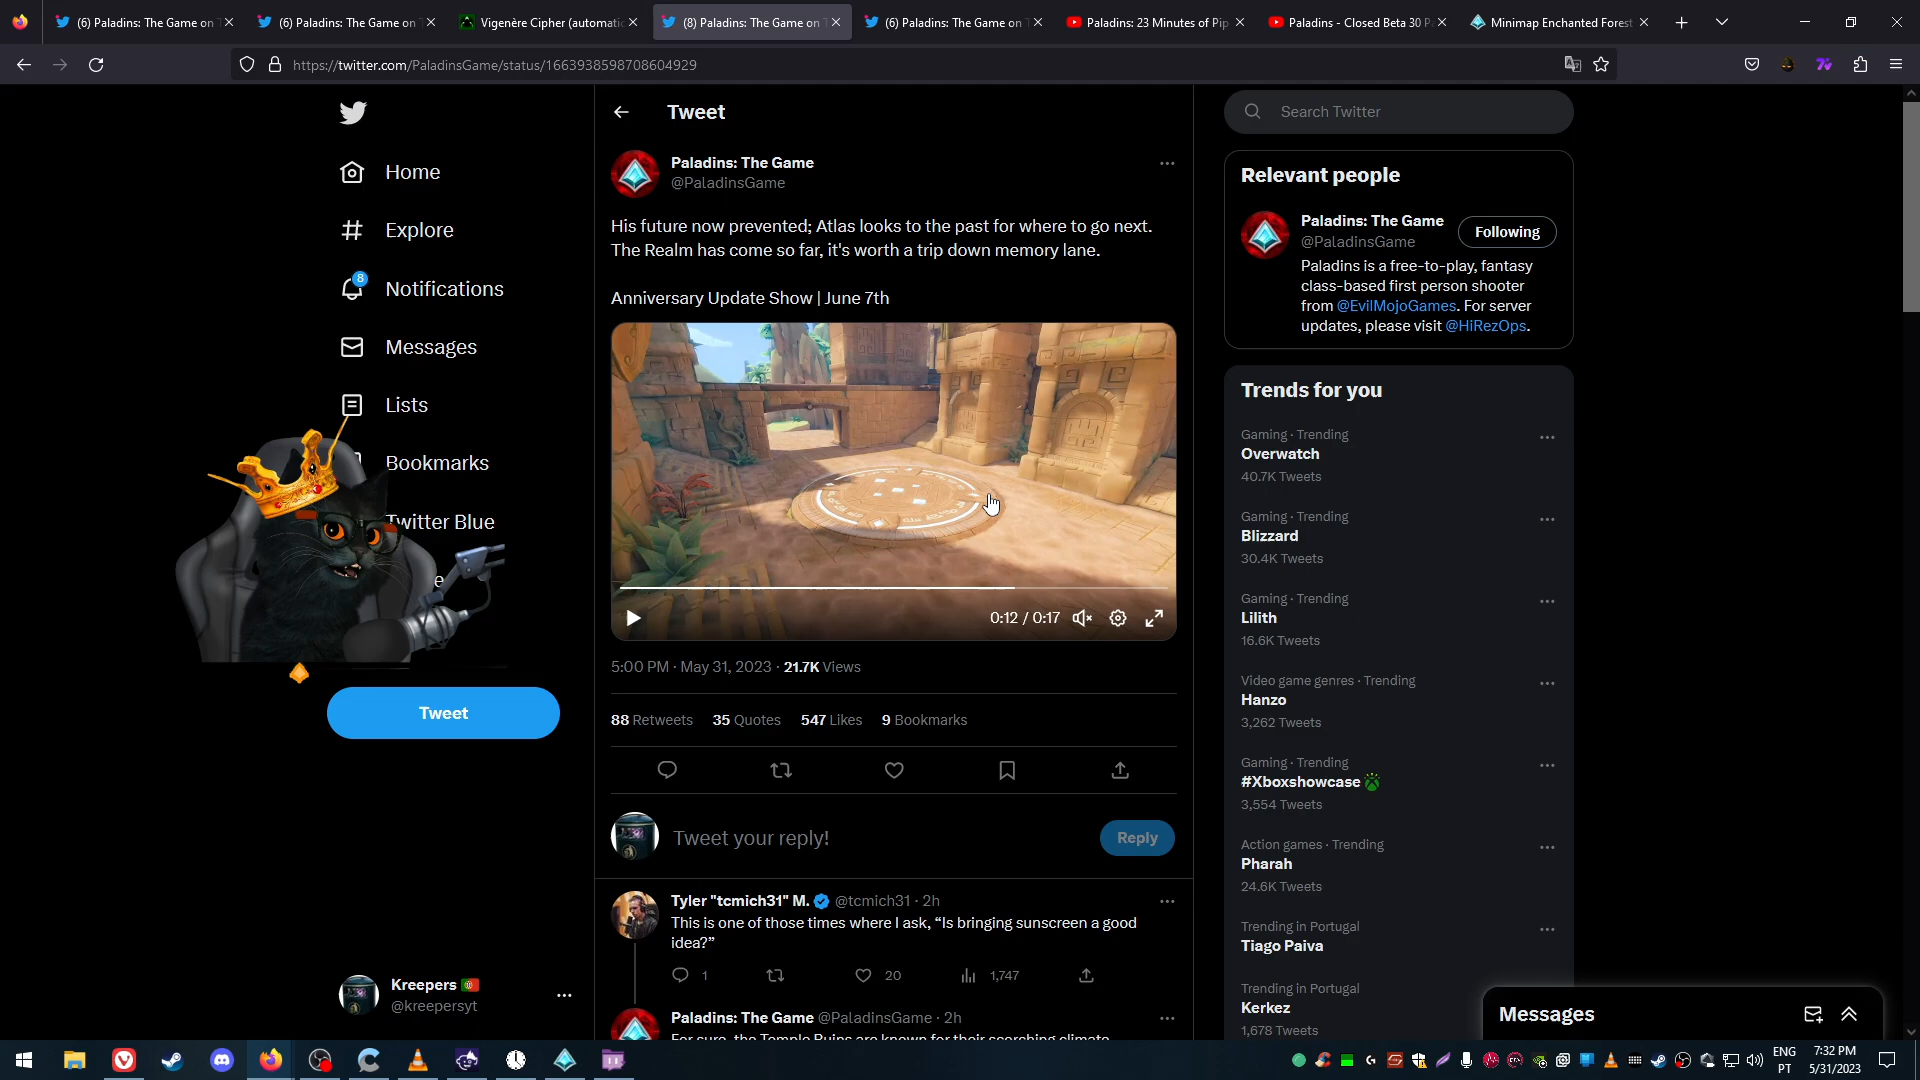 (6) Paladins: The Game on T
(6) Paladins: The Game on T
Vigenère Cipher (automatic
(8) Paladins: The Game on T
(6) Paladins: The Game on T
Paladins: 23 Minutes of Pip
Paladins - Closed Beta 30 P
Minimap Enchanted Forest
https://twitter.com/PaladinsGame/status/1663938598708604929
Home
Explore
8
Notifications
Messages
Lists
Bookmarks
Twitter Blue
e
Tweet
Kreepers
@kreepersyt
Tweet
Paladins: The Game
@PaladinsGame
His future now prevented; Atlas looks to the past for where to go next.
The Realm has come so far, it's worth a trip down memory lane.
Anniversary Update Show | June 7th
0:12 / 0:17
5:00 PM · May 31, 2023 · 21.7K Views
88 Retweets 35 Quotes 547 Likes 9 Bookmarks
Tweet your reply!
Reply
Tyler "tcmich31" M. @tcmich31 · 2h
This is one of those times where I ask, “Is bringing sunscreen a good
idea?”
1 20 1,747
Paladins: The Game @PaladinsGame · 2h
For sure, the Temple Ruins are known for their scorching climate
Search Twitter
Relevant people
Paladins: The Game
@PaladinsGame
Following
Paladins is a free-to-play, fantasy
class-based first person shooter
from @EvilMojoGames. For server
updates, please visit @HiRezOps.
Trends for you
Gaming · Trending
Overwatch
40.7K Tweets
Gaming · Trending
Blizzard
30.4K Tweets
Gaming · Trending
Lilith
16.6K Tweets
Video game genres · Trending
Hanzo
3,262 Tweets
Gaming · Trending
#Xboxshowcase
3,554 Tweets
Action games · Trending
Pharah
24.6K Tweets
Trending in Portugal
Tiago Paiva
Trending in Portugal
Kerkez
1,678 Tweets
Messages
ENG
PT
7:32 PM
5/31/2023